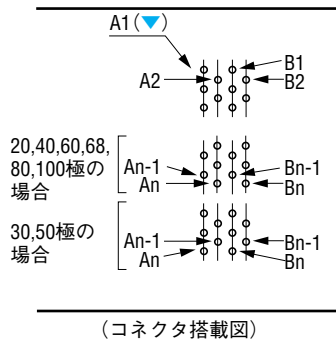 A1(▼)
B1
A2
B2
20,40,60,68,
80,100極の
場合
An-1
An
Bn-1
Bn
30,50極の
場合
An-1
An
Bn-1
Bn
（コネクタ搭載図）